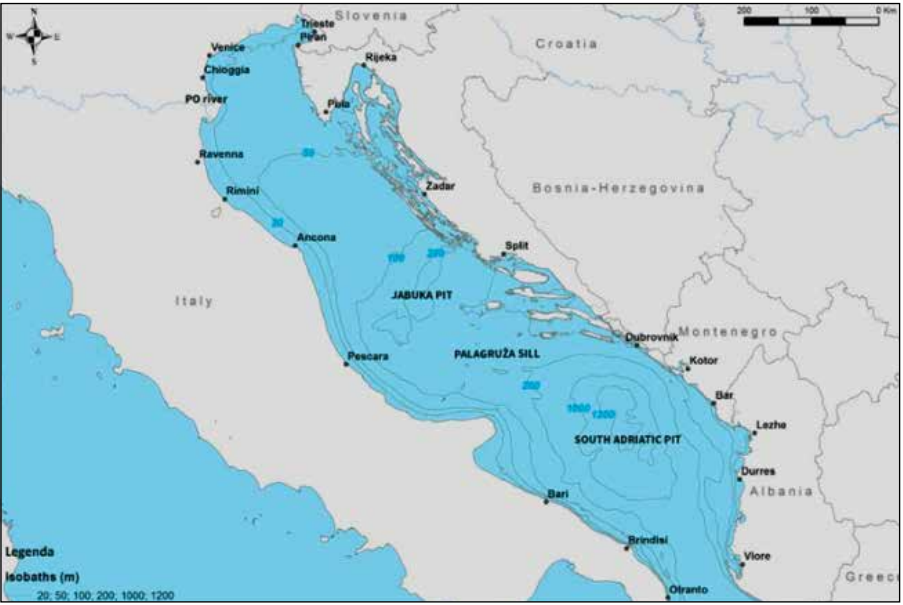 Slovenia
200
100
0 Km
N
W
E
S
Trieste
Piran
Croatia
Venice
Rijeka
Chioggia
PO river
Pula
Ravenna
50
Rimini
Zadar
Bosnia-Herzegovina
20
Ancona
Split
100
200
Italy
JABUKA PIT
Montenegro
Dubrovnik
PALAGRUŽA SILL
Pescara
Kotor
200
Bar
1000
1200
Lezhe
SOUTH ADRIATIC PIT
Durres
Albania
Bari
Brindisi
Vlore
Greece
Otranto
Legenda
Isobaths (m)
20; 50; 100; 200; 1000; 1200